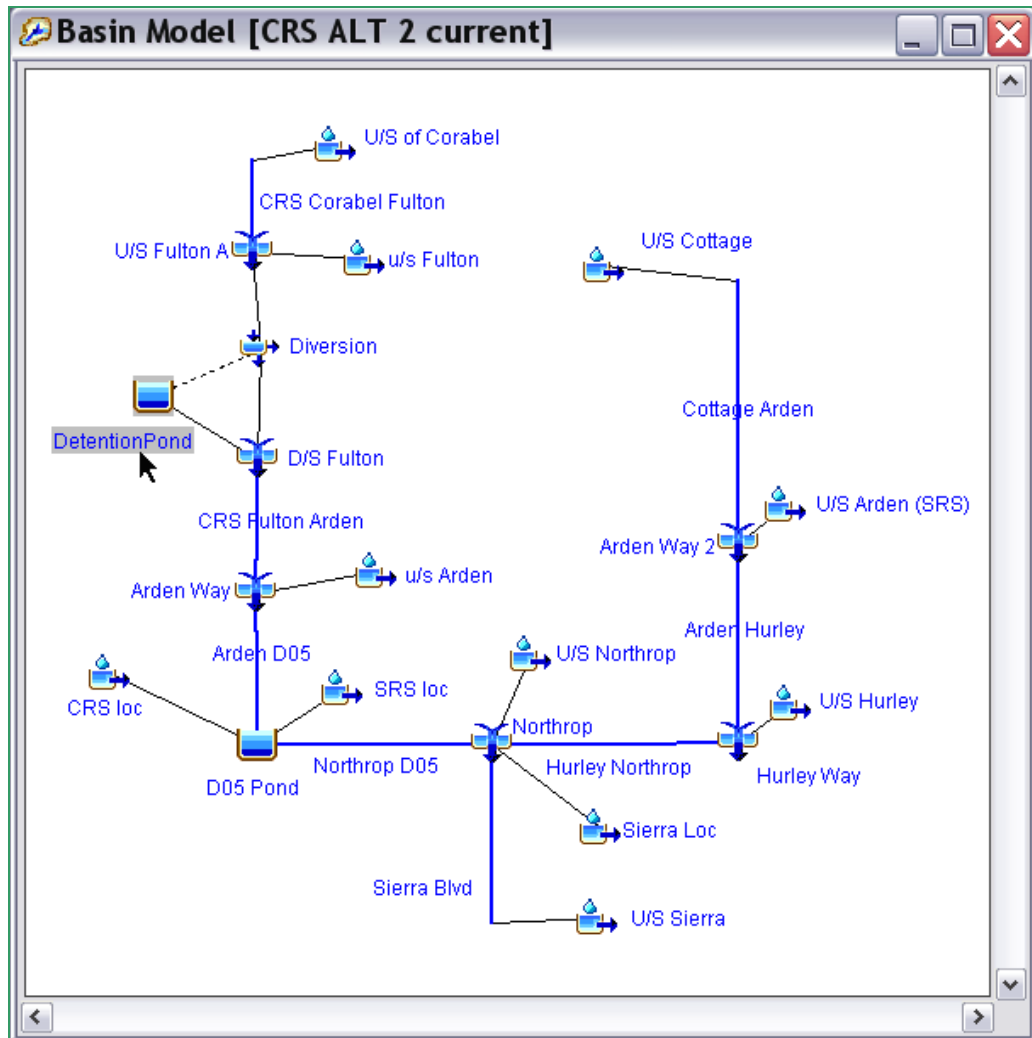 Basin Model [CRS ALT 2 current]
U/S of Corabel
CRS Corabel Fulton
U/S Cottage
U/S Fulton A
u/s Fulton
Diversion
Cottage Arden
DetentionPond
D/S Fulton
U/S Arden (SRS)
CRS Fulton Arden
Arden Way 2
u/s Arden
Arden Way
Arden Hurley
Arden D05
U/S Northrop
SRS loc
CRS loc
U/S Hurley
Northrop
Northrop D05
Hurley Northrop
Hurley Way
D05 Pond
Sierra Loc
Sierra Blvd
U/S Sierra